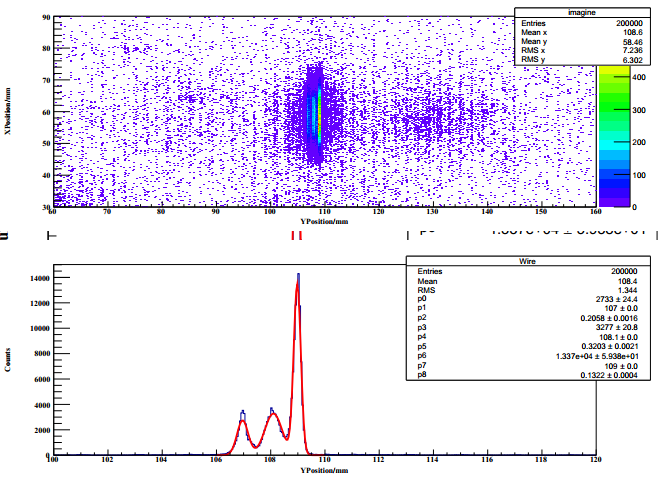 imagine
Entries 200000
Mean x 108.6
Mean y 58.46
RMS x 7.236
RMS y 6.302
90
80
70
60
50
40
30
XPosition/mm
60 70 80 90 100 110 120 130 140 150 160
YPosition/mm
400
300
200
100
0
Wire
Entries 200000
Mean 108.4
RMS 1.344
p0 2733 ± 24.4
p1 107 ± 0.0
p2 0.2058 ± 0.0016
p3 3277 ± 20.8
p4 108.1 ± 0.0
p5 0.3203 ± 0.0021
p6 1.337e+04 ± 5.938e+01
p7 109 ± 0.0
p8 0.1322 ± 0.0004
14000
12000
10000
8000
6000
4000
2000
0
Counts
100 102 104 106 108 110 112 114 116 118 120
YPosition/mm